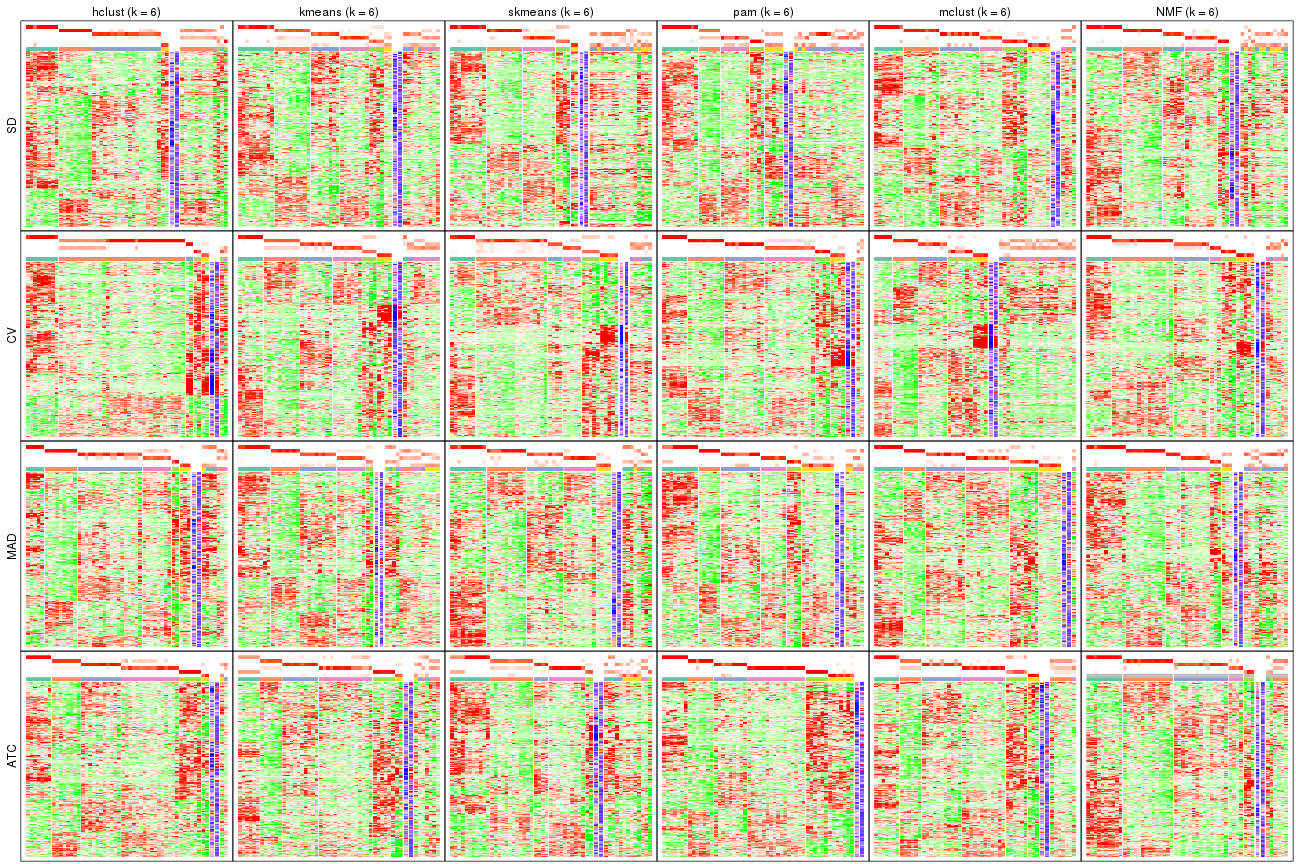 hclust (k = 6) kmeans (k = 6) skmeans (k = 6) pam (k = 6) mclust (k = 6) NMF (k = 6)
SD
CV
MAD
ATC